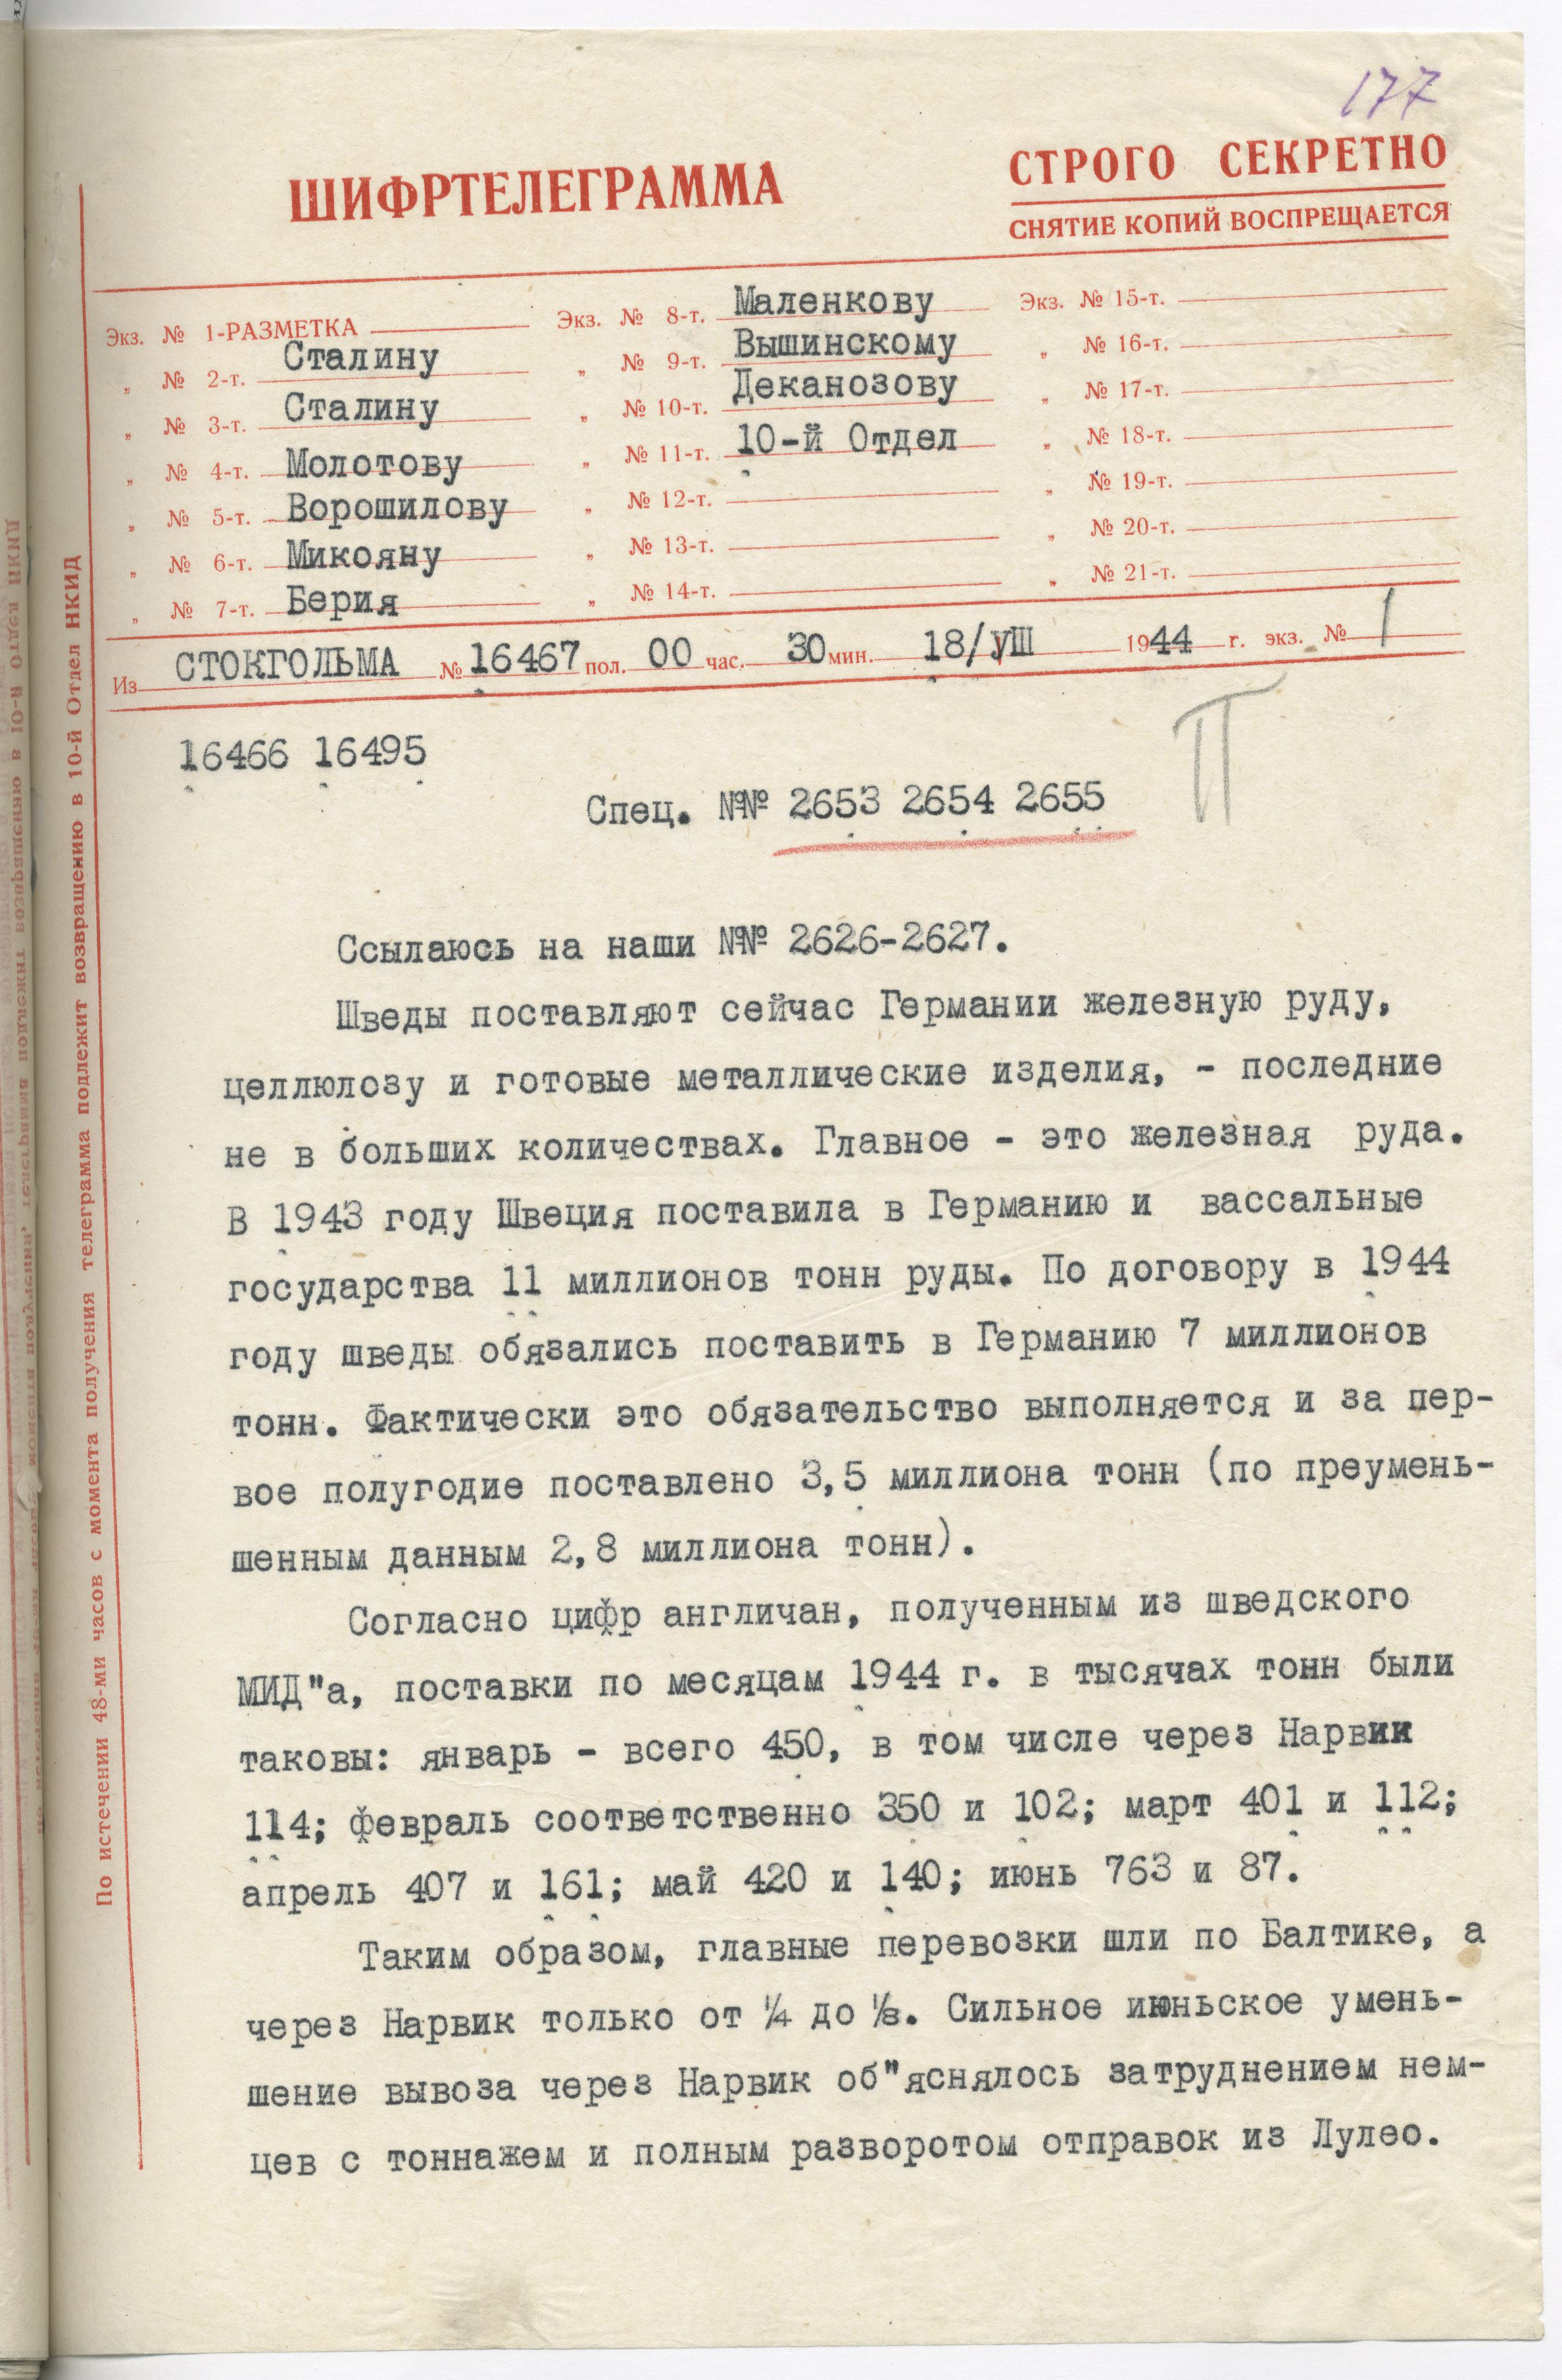 177
ШИФРТЕЛЕГРАММА
СТРОГО СЕКРЕТНО
СНЯТИЕ КОПИЙ ВОСПРЕЩАЕТСЯ
Экз. № 1-РАЗМЕТКА
„ № 2-т. Сталину
„ № 3-т. Сталину
„ № 4-т. Молотову
„ № 5-т. Ворошилову
„ № 6-т. Микояну
„ № 7-т. Берия
Экз. № 8-т. Маленкову
„ № 9-т. Вышинскому
„ № 10-т. Деканозову
„ № 11-т. 10-й Отдел
„ № 12-т.
„ № 13-т.
„ № 14-т.
Экз. № 15-т.
„ № 16-т.
„ № 17-т.
„ № 18-т.
„ № 19-т.
„ № 20-т.
„ № 21-т.
Из СТОКГОЛЬМА № 16467 пол. 00 час. 30 мин. 18/УШ 1944 г. экз. № 1
16466 16495
П
Спец. №№ 2653 2654 2655
Ссылаюсь на наши №№ 2626-2627.
Шведы поставляют сейчас Германии железную руду,
целлюлозу и готовые металлические изделия, - последние
не в больших количествах. Главное - это железная руда.
В 1943 году Швеция поставила в Германию и вассальные
государства 11 миллионов тонн руды. По договору в 1944
году шведы обязались поставить в Германию 7 миллионов
тонн. Фактически это обязательство выполняется и за пер-
вое полугодие поставлено 3,5 миллиона тонн (по преумень-
шенным данным 2,8 миллиона тонн).
Согласно цифр англичан, полученным из шведского
МИД"а, поставки по месяцам 1944 г. в тысячах тонн были
таковы: январь - всего 450, в том числе через Нарвик
114; февраль соответственно 350 и 102; март 401 и 112;
апрель 407 и 161; май 420 и 140; июнь 763 и 87.
Таким образом, главные перевозки шли по Балтике, а
через Нарвик только от ¼ до ⅛. Сильное июньское умень-
шение вывоза через Нарвик об"яснялось затруднением нем-
цев с тоннажем и полным разворотом отправок из Лулео.
По истечении 48-ми часов с момента получения телеграмма подлежит возвращению в 10-й Отдел НКИД